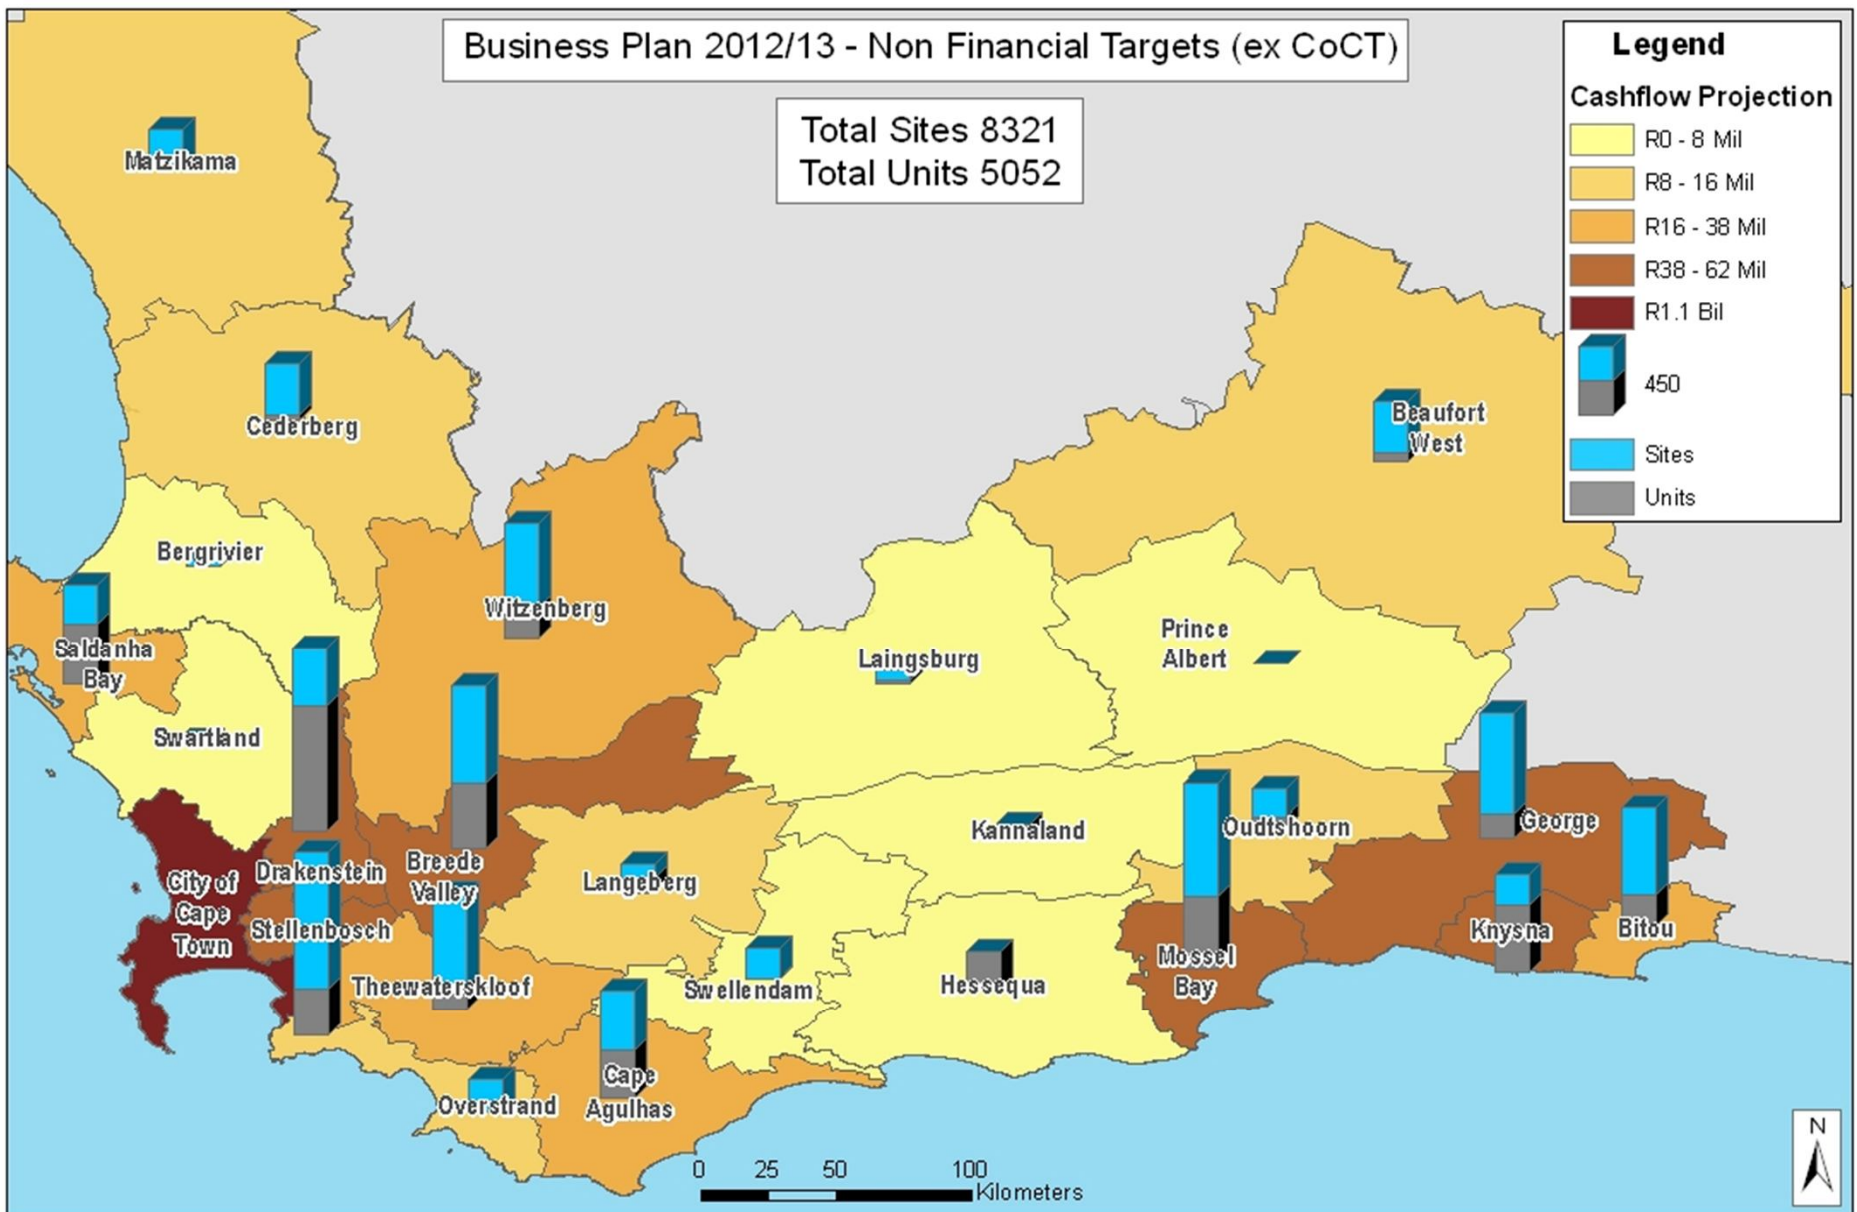 Business Plan 2012/13 - Non Financial Targets (ex CoCT)
Total Sites 8321
Total Units 5052
Legend
Cashflow Projection
R0 - 8 Mil
R8 - 16 Mil
R16 - 38 Mil
R38 - 62 Mil
R1.1 Bil
450
Sites
Units
Matzikama
Cederberg
Beaufort
West
Bergrivier
Witzenberg
Saldanha
Bay
Prince
Albert
Laingsburg
Swartland
Kannaland
Oudtshoorn
George
Drakenstein
Breede
Valley
Langeberg
City of
Cape
Town
Stellenbosch
Knysna
Bitou
Mossel
Bay
Theewaterskloof
Swellendam
Hessequa
Cape
Agulhas
Overstrand
N
0 25 50 100
Kilometers